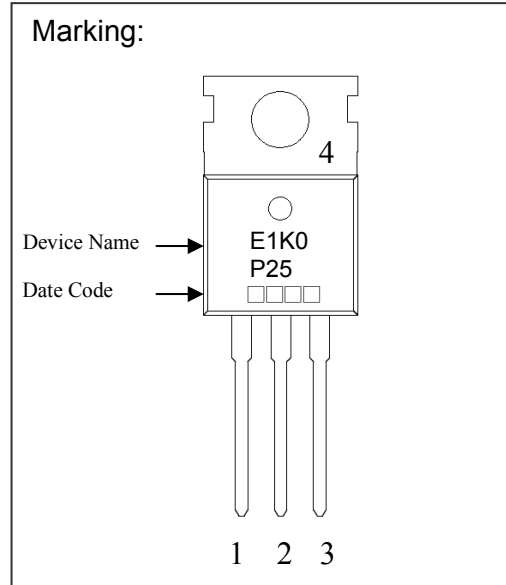 Marking:
4
E1K0
Device Name
P25
Date Code
□□□□
1 2 3